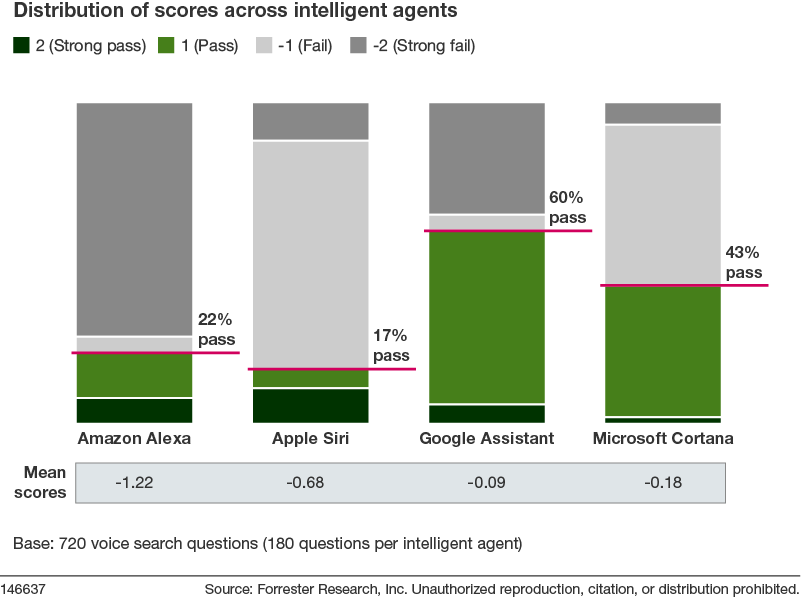 Distribution of scores across intelligent agents
2 (Strong pass) 1 (Pass) -1 (Fail) -2 (Strong fail)
60%
pass
43%
pass
22%
pass
17%
pass
Amazon Alexa Apple Siri Google Assistant Microsoft Cortana
Mean
scores
-1.22 -0.68 -0.09 -0.18
Base: 720 voice search questions (180 questions per intelligent agent)
146637 Source: Forrester Research, Inc. Unauthorized reproduction, citation, or distribution prohibited.